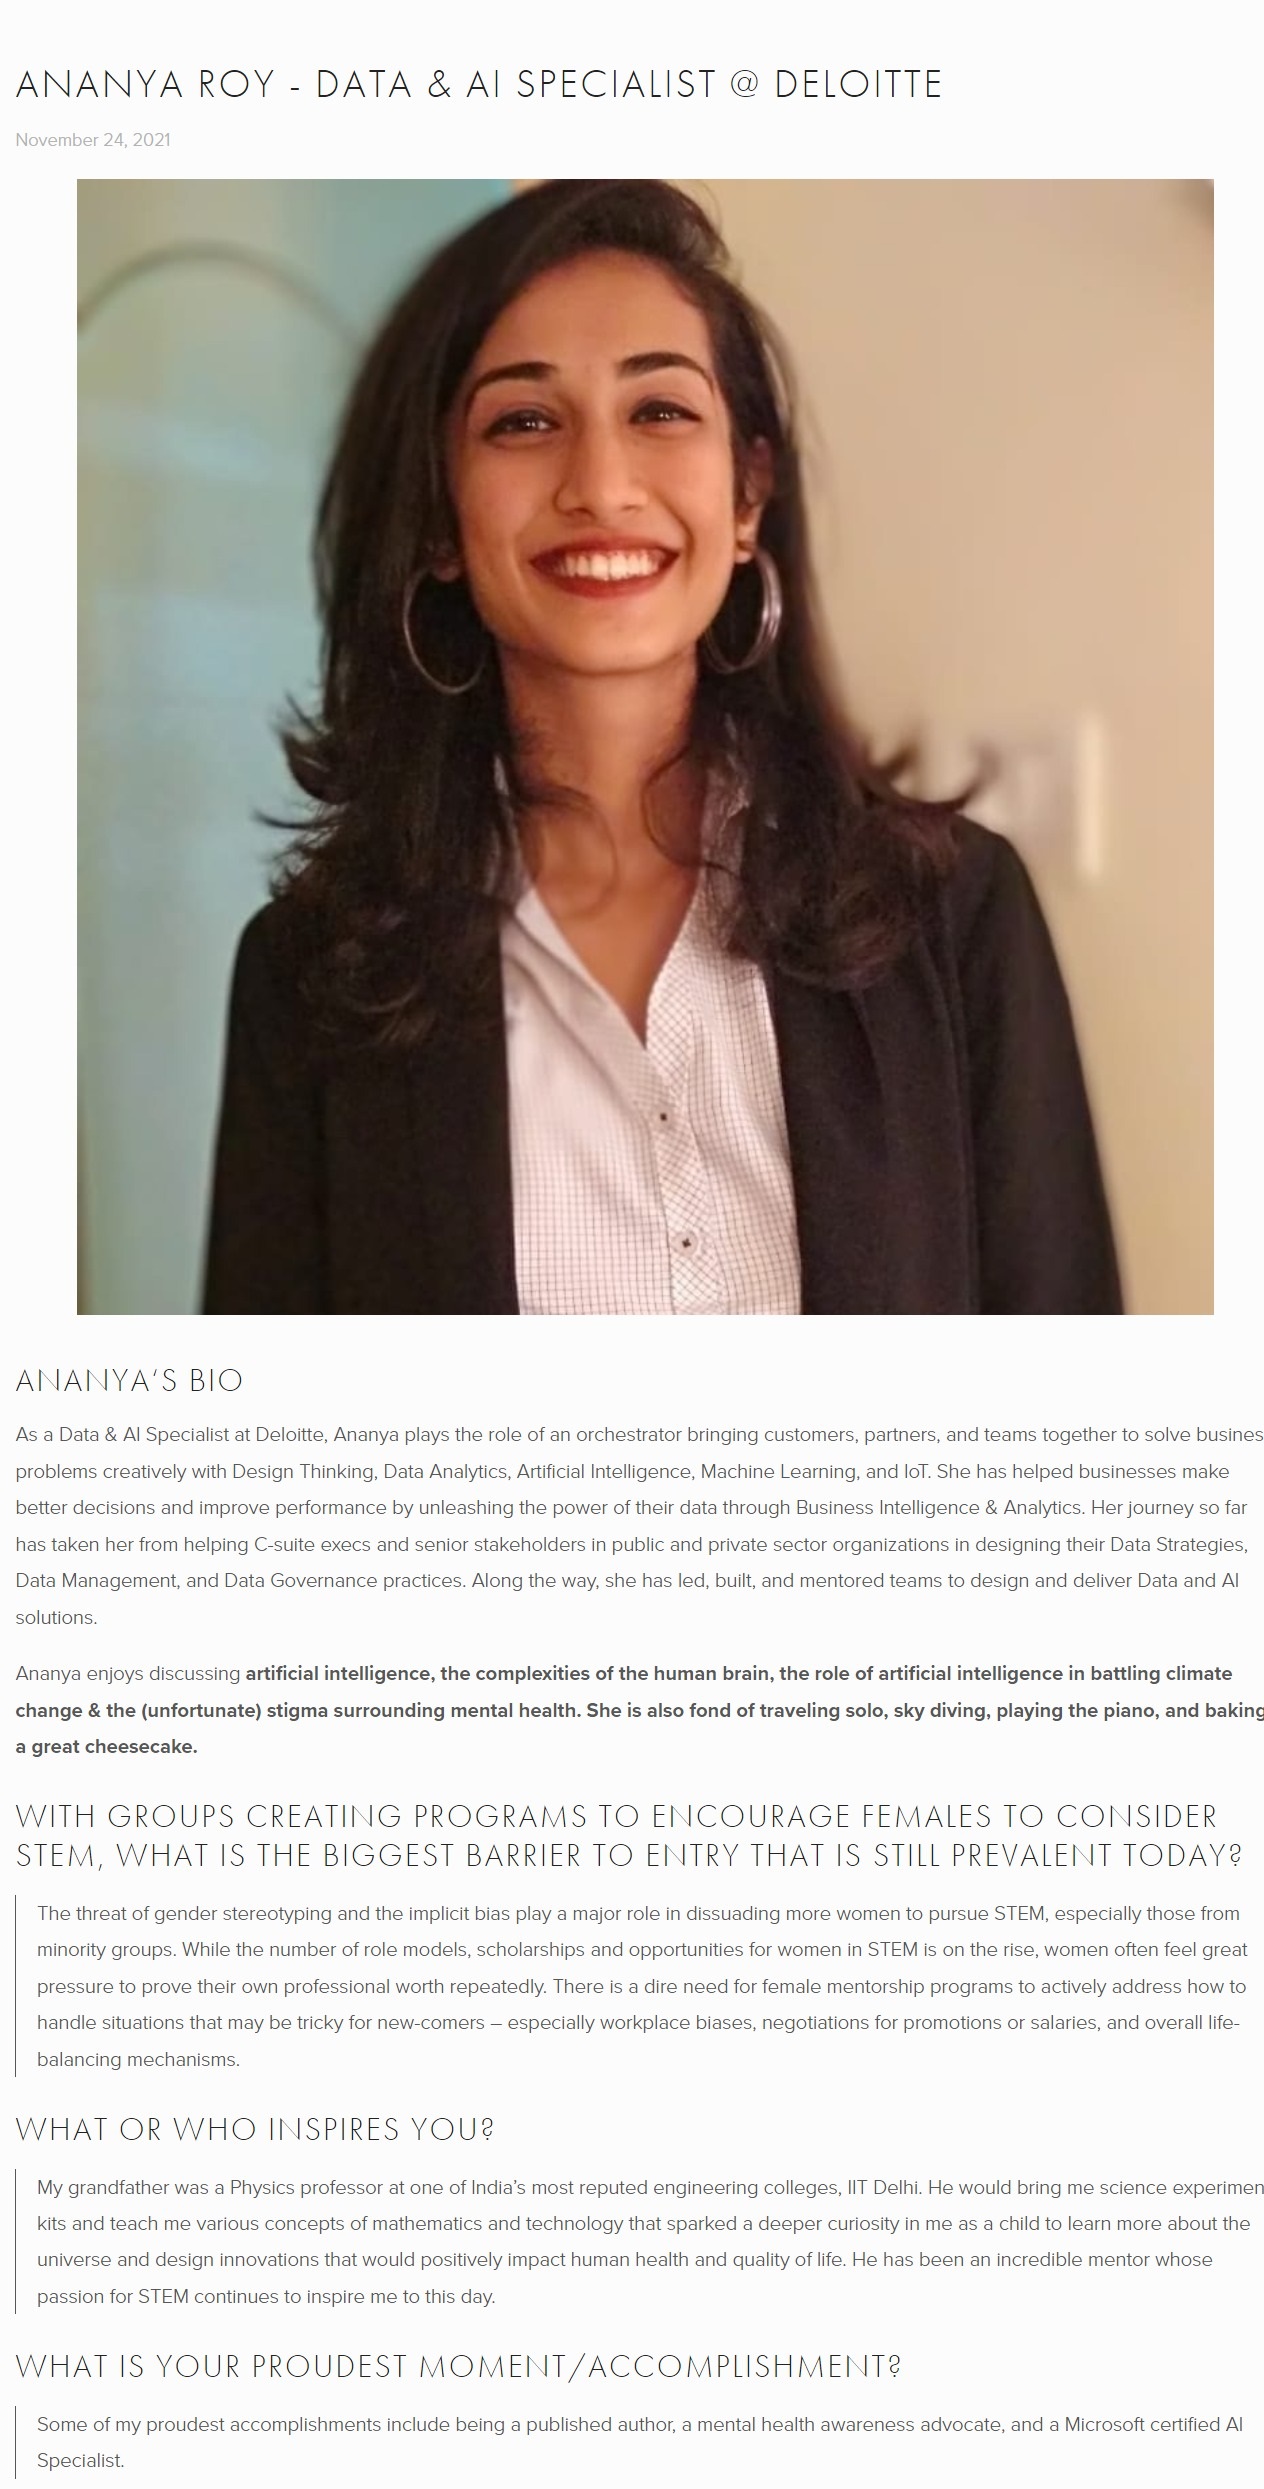 ANANYA ROY - DATA & AI SPECIALIST @ DELOITTE
November 24, 2021
ANANYA'S BIO
As a Data & AI Specialist at Deloitte, Ananya plays the role of an orchestrator bringing customers, partners, and teams together to solve busines
problems creatively with Design Thinking, Data Analytics, Artificial Intelligence, Machine Learning, and IoT. She has helped businesses make
better decisions and improve performance by unleashing the power of their data through Business Intelligence & Analytics. Her journey so far
has taken her from helping C-suite execs and senior stakeholders in public and private sector organizations in designing their Data Strategies,
Data Management, and Data Governance practices. Along the way, she has led, built, and mentored teams to design and deliver Data and AI
solutions.
Ananya enjoys discussing artificial intelligence, the complexities of the human brain, the role of artificial intelligence in battling climate
change & the (unfortunate) stigma surrounding mental health. She is also fond of traveling solo, sky diving, playing the piano, and baking
a great cheesecake.
WITH GROUPS CREATING PROGRAMS TO ENCOURAGE FEMALES TO CONSIDER
STEM, WHAT IS THE BIGGEST BARRIER TO ENTRY THAT IS STILL PREVALENT TODAY?
The threat of gender stereotyping and the implicit bias play a major role in dissuading more women to pursue STEM, especially those from
minority groups. While the number of role models, scholarships and opportunities for women in STEM is on the rise, women often feel great
pressure to prove their own professional worth repeatedly. There is a dire need for female mentorship programs to actively address how to
handle situations that may be tricky for new-comers – especially workplace biases, negotiations for promotions or salaries, and overall life-
balancing mechanisms.
WHAT OR WHO INSPIRES YOU?
My grandfather was a Physics professor at one of India's most reputed engineering colleges, IIT Delhi. He would bring me science experimen
kits and teach me various concepts of mathematics and technology that sparked a deeper curiosity in me as a child to learn more about the
universe and design innovations that would positively impact human health and quality of life. He has been an incredible mentor whose
passion for STEM continues to inspire me to this day.
WHAT IS YOUR PROUDEST MOMENT/ACCOMPLISHMENT?
Some of my proudest accomplishments include being a published author, a mental health awareness advocate, and a Microsoft certified AI
Specialist.